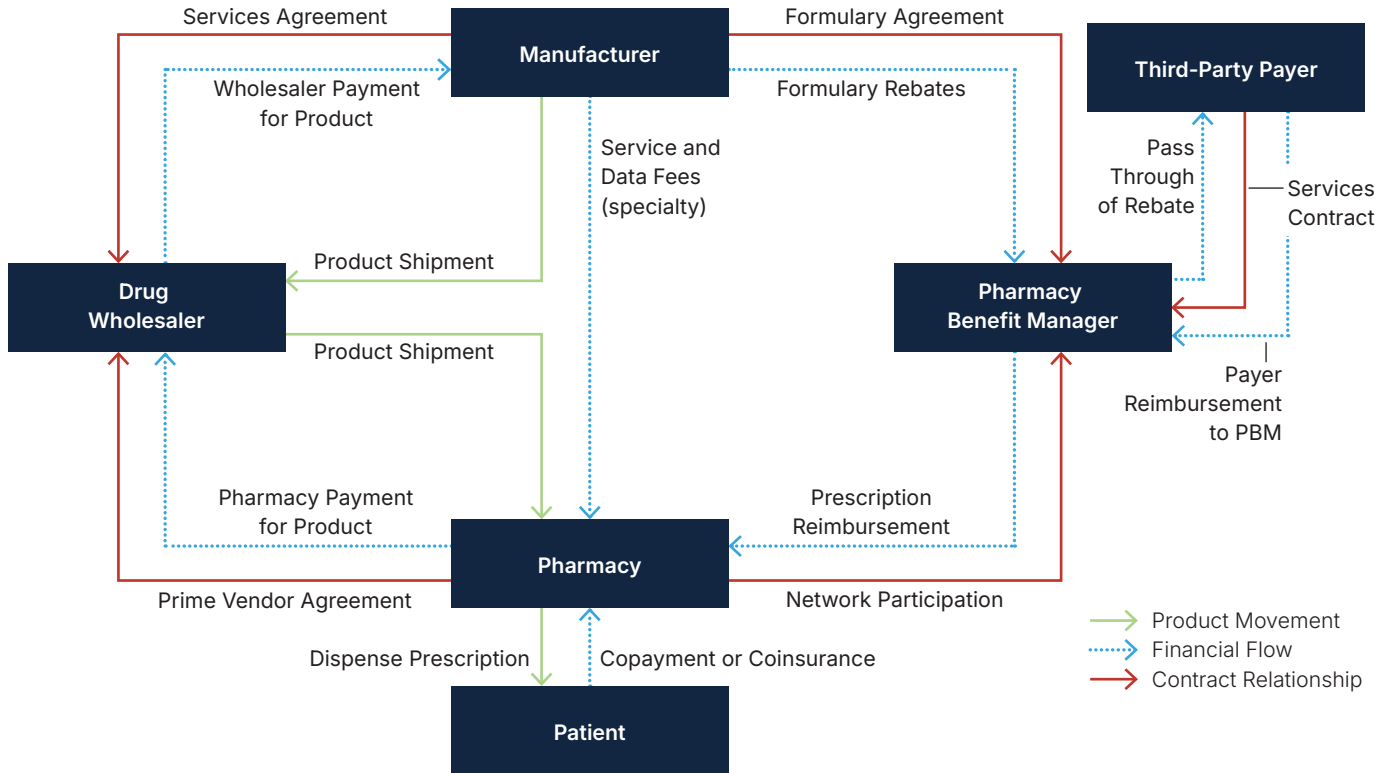 Services Agreement
Formulary Agreement
Manufacturer
Third-Party Payer
Wholesaler Payment
for Product
Formulary Rebates
Service and
Data Fees
(specialty)
Pass
Through
of Rebate
Services
Contract
Product Shipment
Drug
Wholesaler
Pharmacy
Benefit Manager
Product Shipment
Payer
Reimbursement
to PBM
Pharmacy Payment
for Product
Prescription
Reimbursement
Pharmacy
Prime Vendor Agreement
Network Participation
Dispense Prescription
Copayment or Coinsurance
Patient
Product Movement
Financial Flow
Contract Relationship